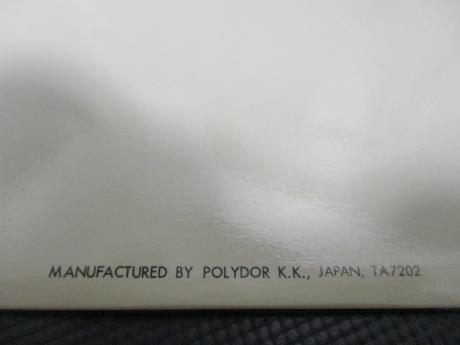 MANUFACTURED BY POLYDOR K.K., JAPAN, TA7202